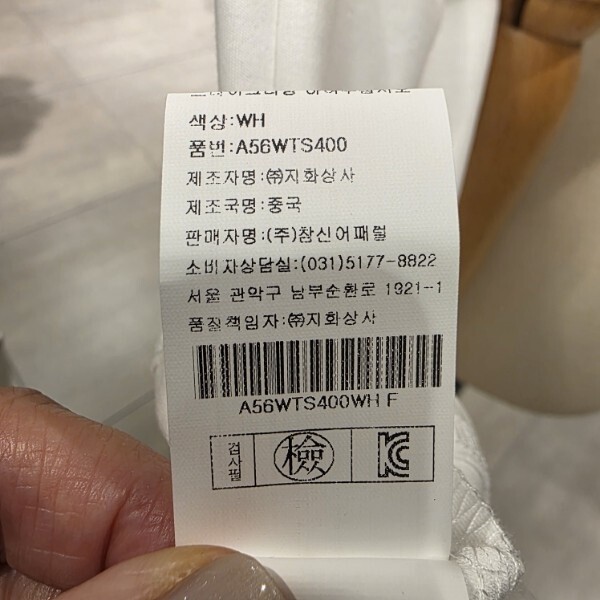 색상:WH
품번:A56WTS400
제조자명:㈜지화상사
제조국명:중국
판매자명:(주)참신어패럴
소비자상담실:(031)5177-8822
서울 관악구 남부순환로 1921-1
품질책임자:㈜지화상사
A56WTS400WH F
검사필
檢
KC